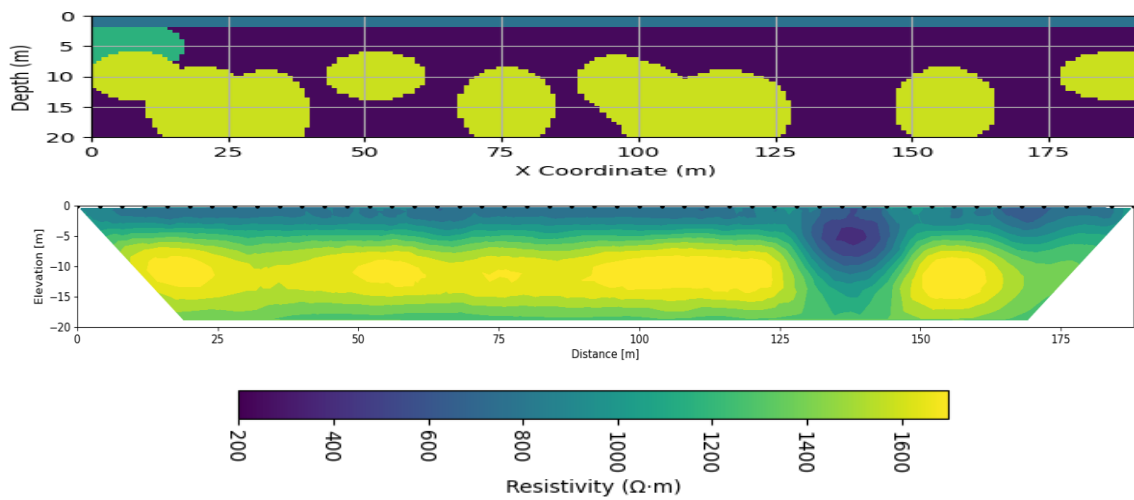 0
5
10
15
20
Depth (m)
0 25 50 75 100 125 150 175
X Coordinate (m)
0
−5
−10
−15
−20
Elevation [m]
0 25 50 75 100 125 150 175
Distance [m]
200 400 600 800 1000 1200 1400 1600
Resistivity (Ω·m)